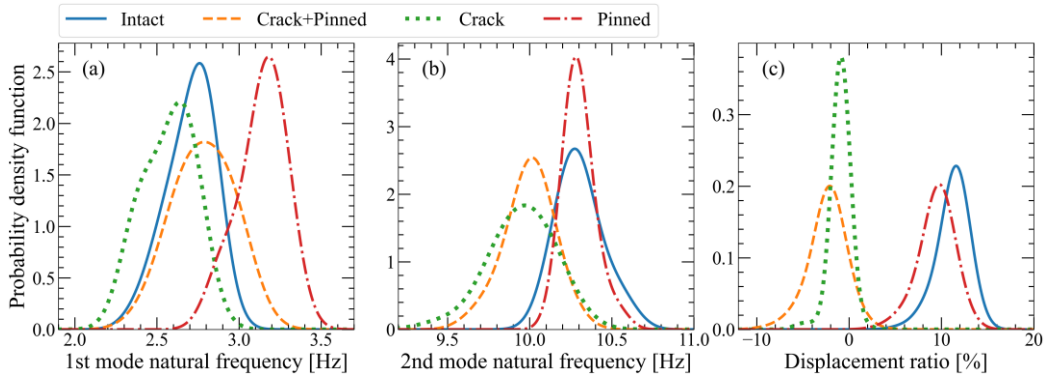 Intact Crack+Pinned Crack Pinned
Probability density function
(a)
0.0 0.5 1.0 1.5 2.0 2.5
2.0 2.5 3.0 3.5
1st mode natural frequency [Hz]
(b)
0 1 2 3 4
9.5 10.0 10.5 11.0
2nd mode natural frequency [Hz]
(c)
0.0 0.1 0.2 0.3
−10 0 10 20
Displacement ratio [%]